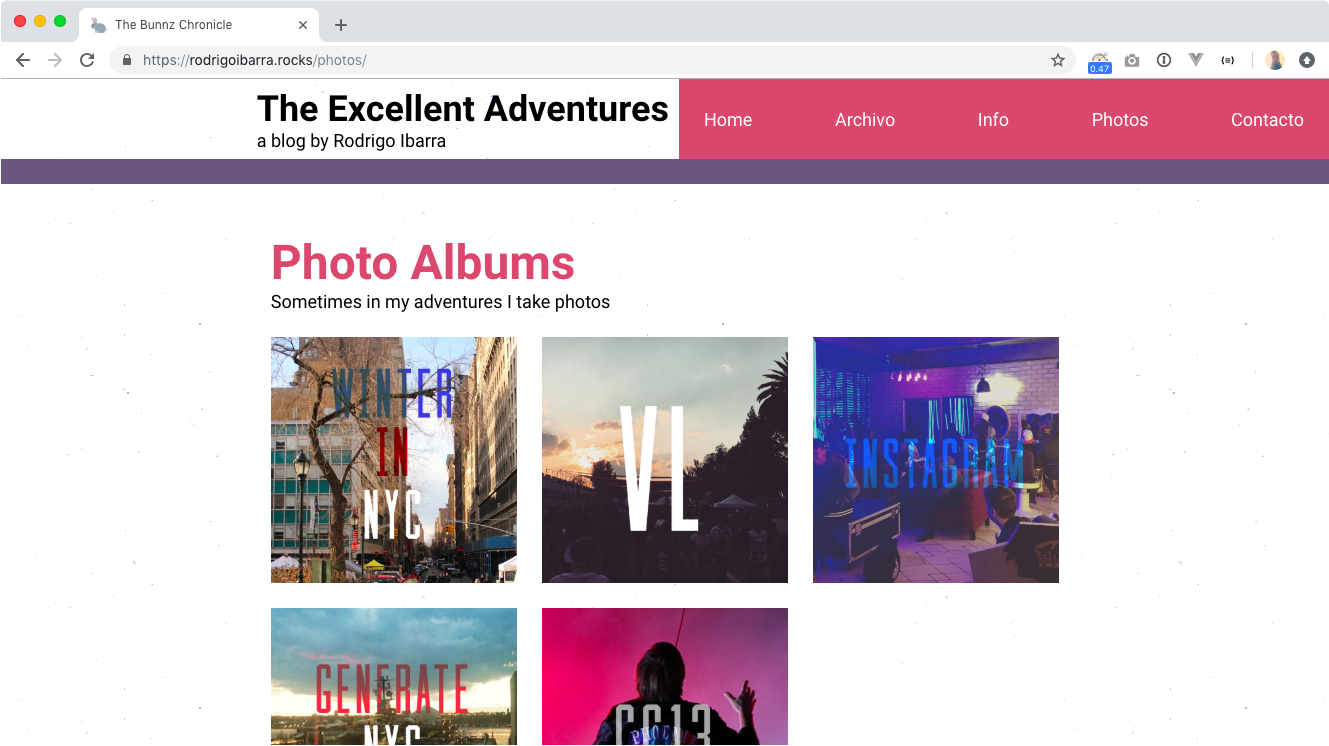 The Bunnz Chronicle
https://rodrigoibarra.rocks/photos/
0.47
The Excellent Adventures
a blog by Rodrigo Ibarra
Home
Archivo
Info
Photos
Contacto
Photo Albums
Sometimes in my adventures I take photos
WINTER
IN
NYC
VL
INSTAGRAM
GENERATE
NYC
CC13